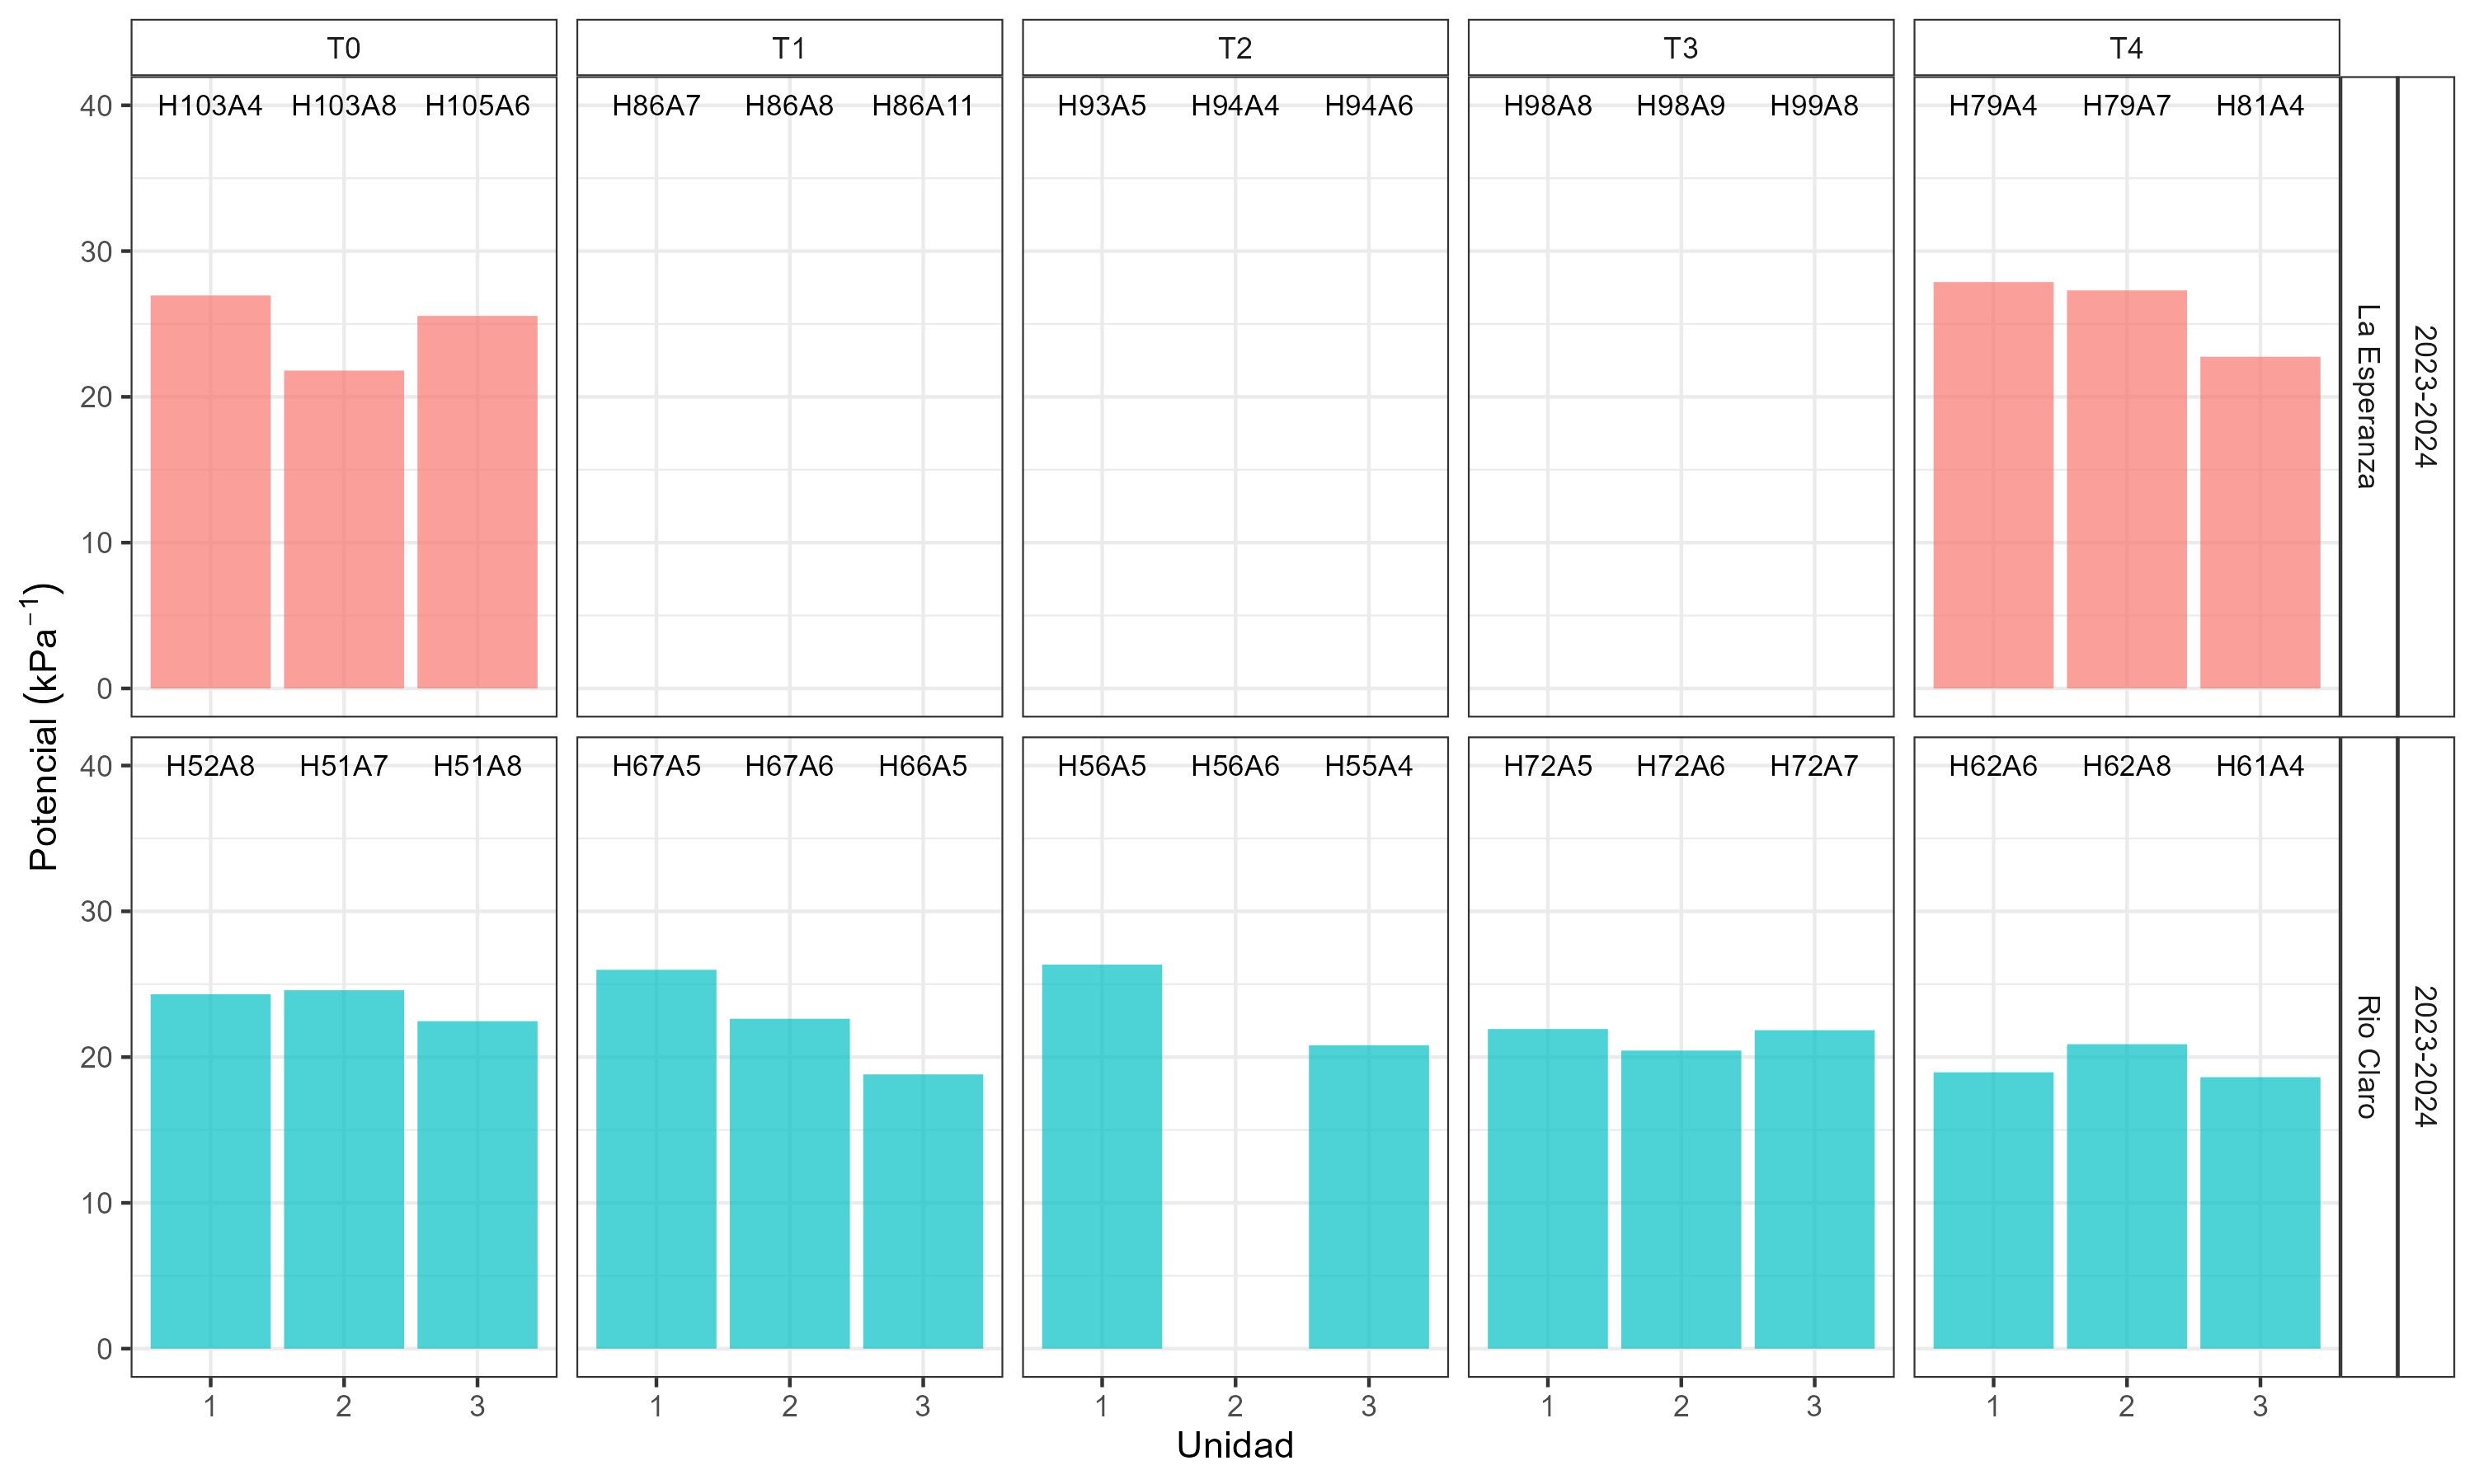 T0 T1 T2 T3 T4
40 H103A4 H103A8 H105A6 H86A7 H86A8 H86A11 H93A5 H94A4 H94A6 H98A8 H98A9 H99A8 H79A4 H79A7 H81A4
30
20
10
0
La Esperanza
2023-2024
Potencial (kPa⁻¹)
40 H52A8 H51A7 H51A8 H67A5 H67A6 H66A5 H56A5 H56A6 H55A4 H72A5 H72A6 H72A7 H62A6 H62A8 H61A4
30
20
10
0
Rio Claro
2023-2024
1 2 3 1 2 3 1 2 3 1 2 3 1 2 3
Unidad